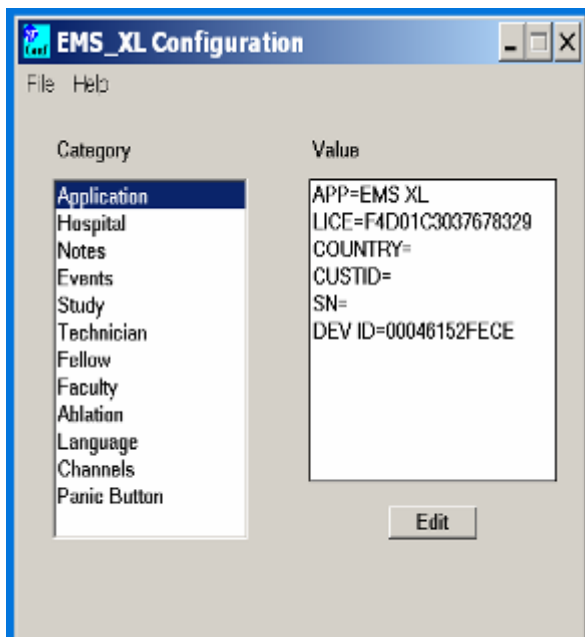 EMS_XL Configuration
File Help
Category
Value
Application
Hospital
Notes
Events
Study
Technician
Fellow
Faculty
Ablation
Language
Channels
Panic Button
APP=EMS XL
LICE=F4D01C3037678329
COUNTRY=
CUSTID=
SN=
DEV ID=00046152FECE
Edit